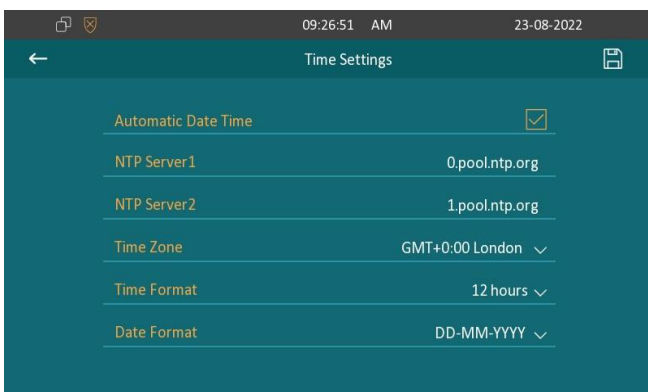 09:26:51 AM 23-08-2022
Time Settings
Automatic Date Time
NTP Server1 0.pool.ntp.org
NTP Server2 1.pool.ntp.org
Time Zone GMT+0:00 London
Time Format 12 hours
Date Format DD-MM-YYYY